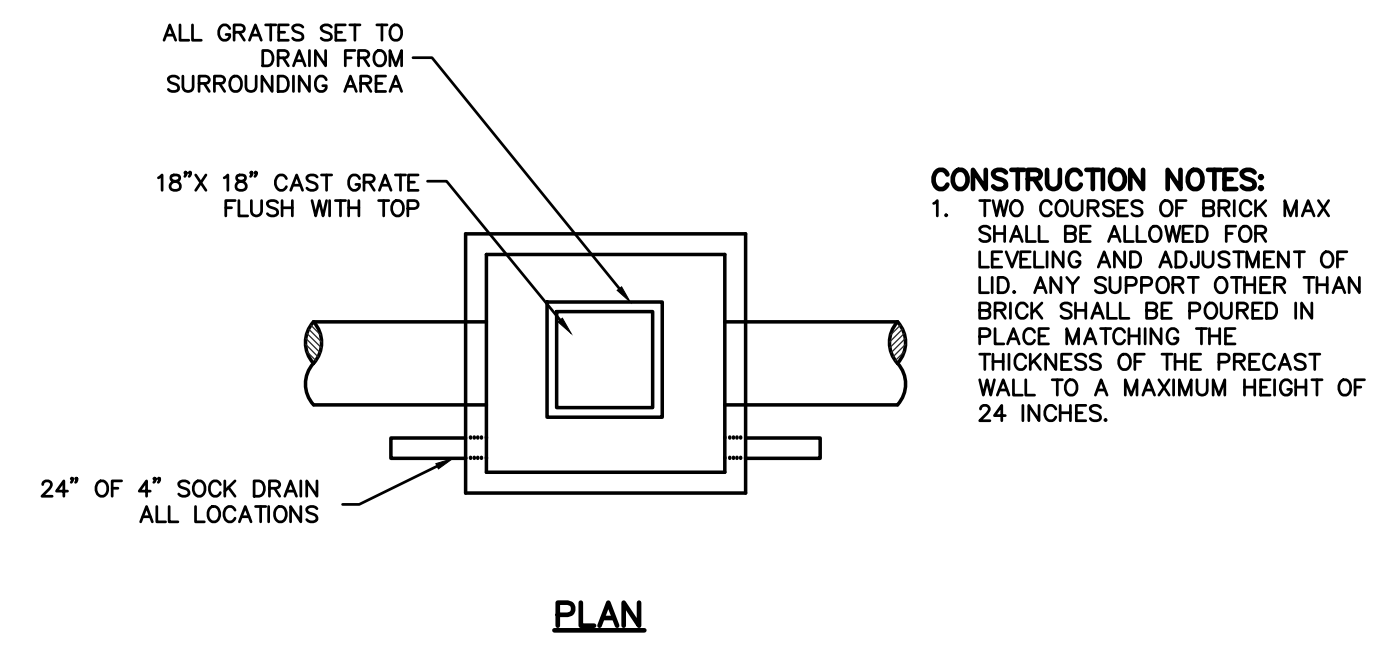 ALL GRATES SET TO
DRAIN FROM
SURROUNDING AREA
18”X 18” CAST GRATE
FLUSH WITH TOP
24” OF 4” SOCK DRAIN
ALL LOCATIONS
PLAN
CONSTRUCTION NOTES:
1. TWO COURSES OF BRICK MAX
SHALL BE ALLOWED FOR
LEVELING AND ADJUSTMENT OF
LID. ANY SUPPORT OTHER THAN
BRICK SHALL BE POURED IN
PLACE MATCHING THE
THICKNESS OF THE PRECAST
WALL TO A MAXIMUM HEIGHT OF
24 INCHES.